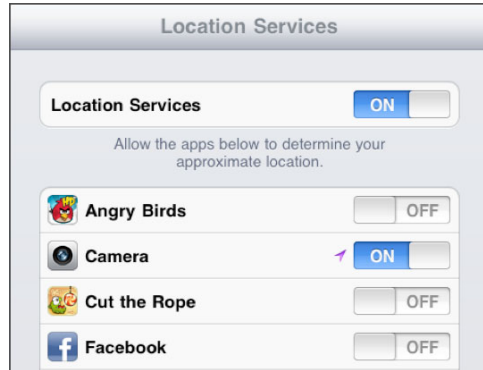 Location Services
Location Services ON
Allow the apps below to determine your
approximate location.
Angry Birds OFF
Camera ON
Cut the Rope OFF
Facebook OFF